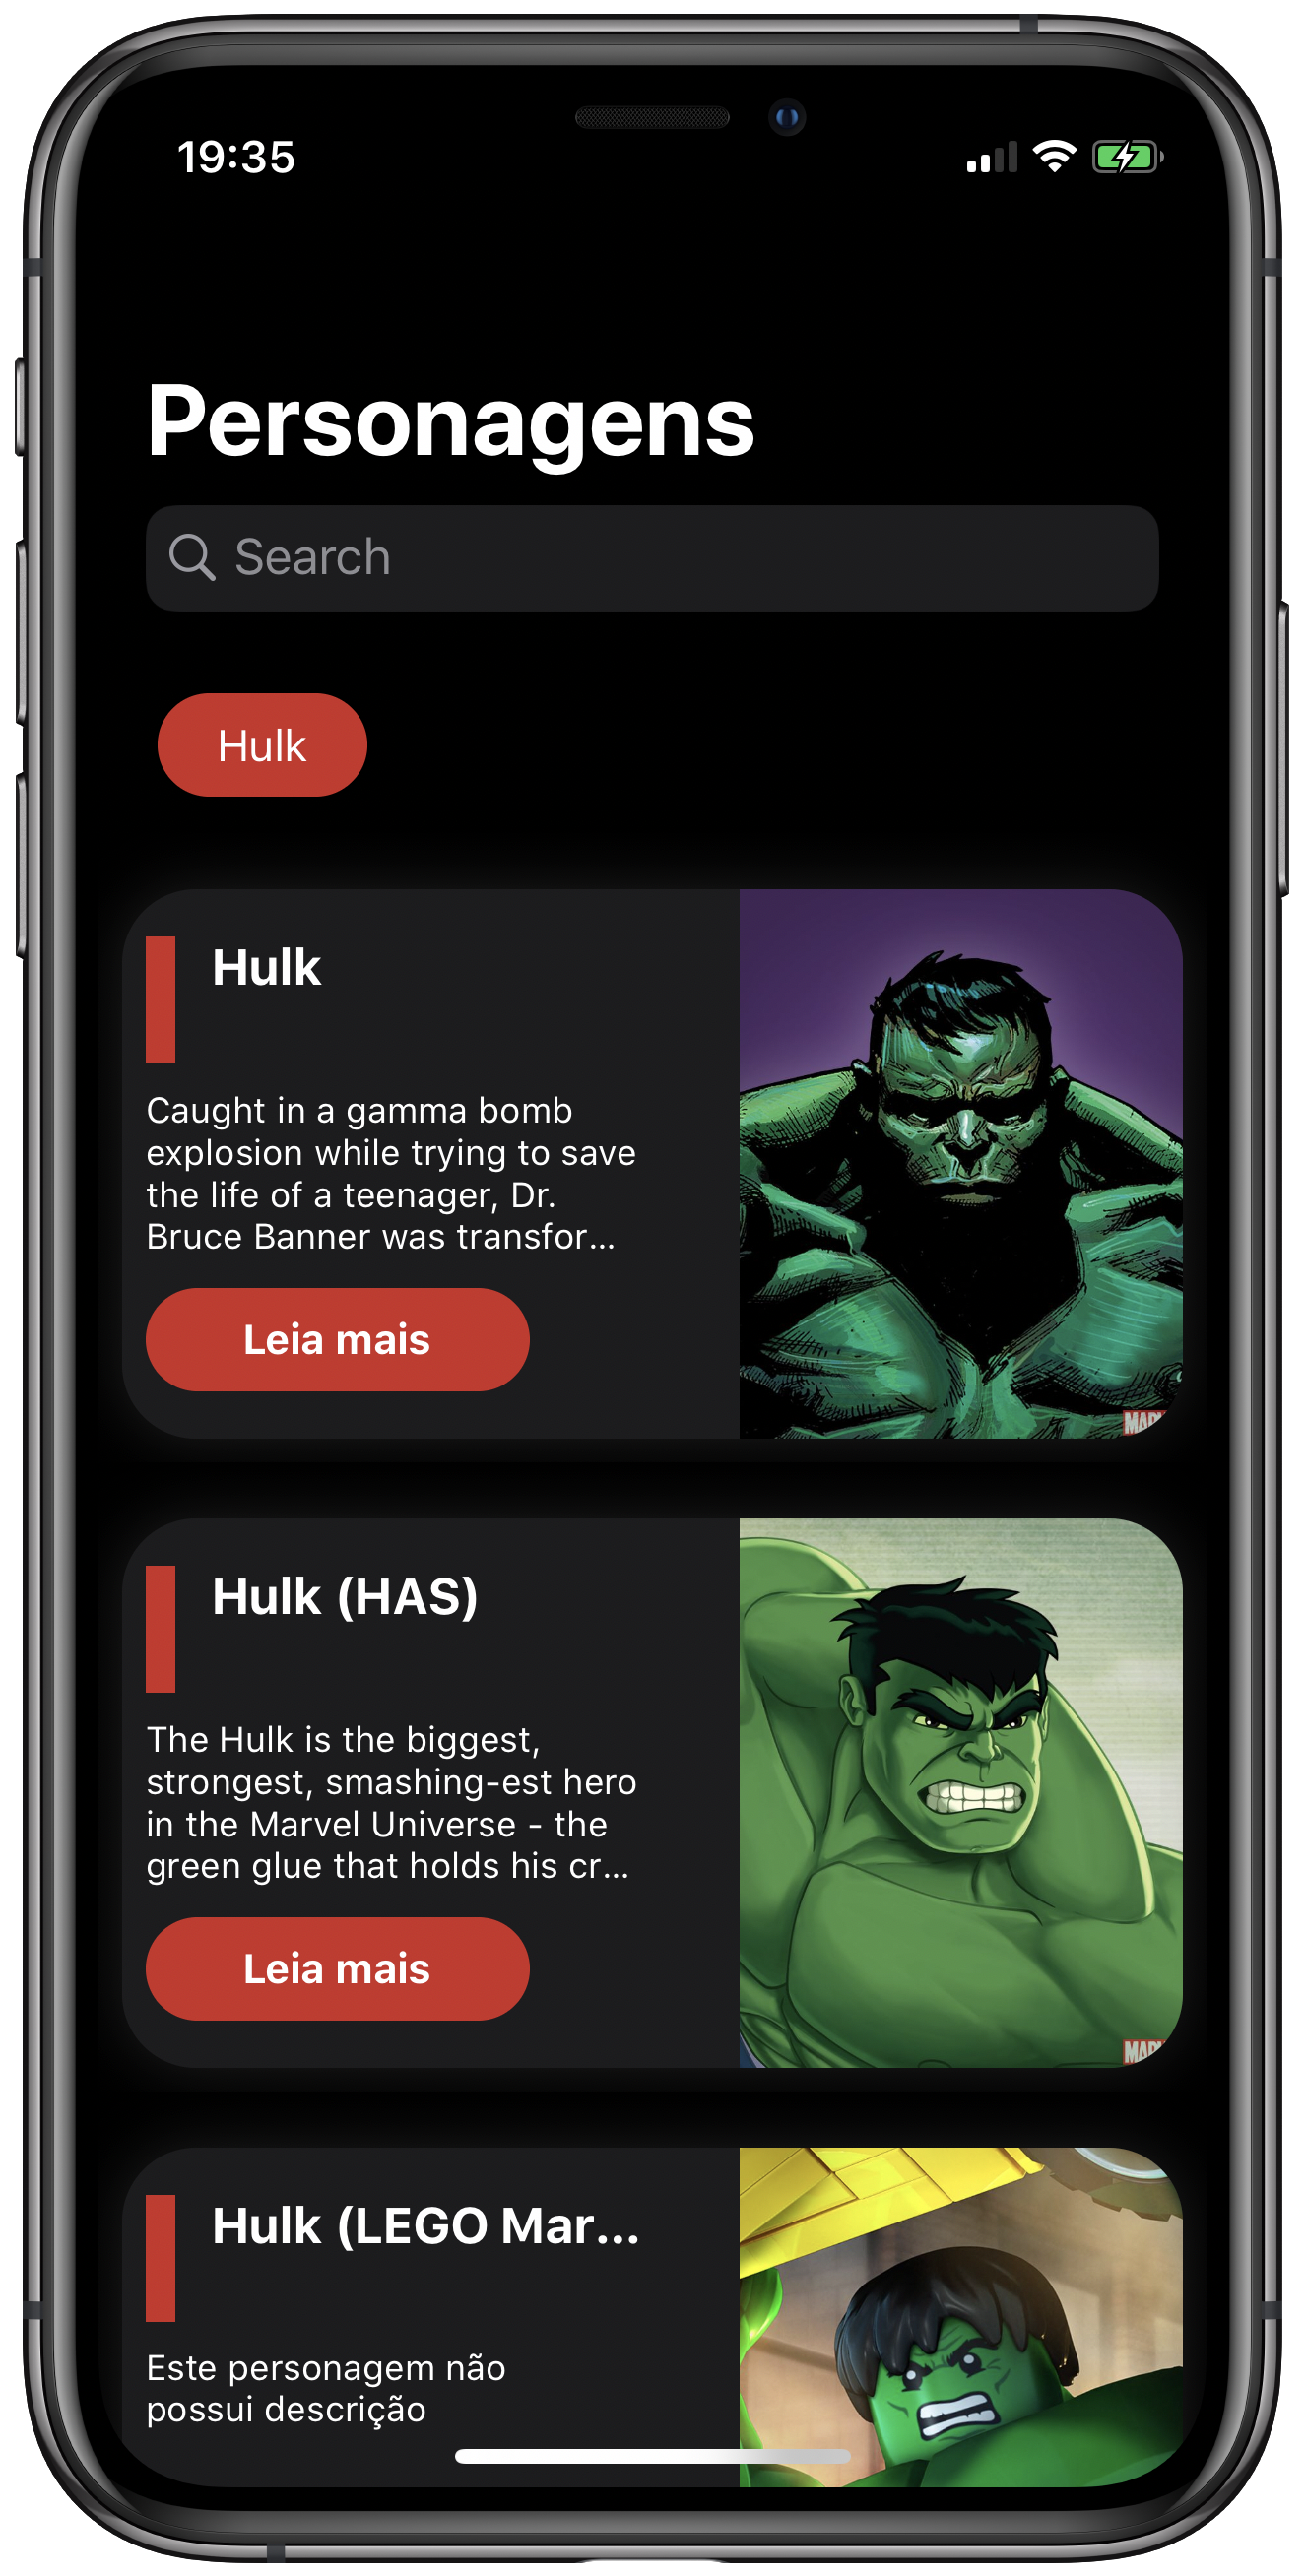 19:35
Personagens
Search
Hulk
Hulk
Caught in a gamma bomb
explosion while trying to save
the life of a teenager, Dr.
Bruce Banner was transfor...
Leia mais
Hulk (HAS)
The Hulk is the biggest,
strongest, smashing-est hero
in the Marvel Universe - the
green glue that holds his cr...
Leia mais
Hulk (LEGO Mar...
Este personagem não
possui descrição